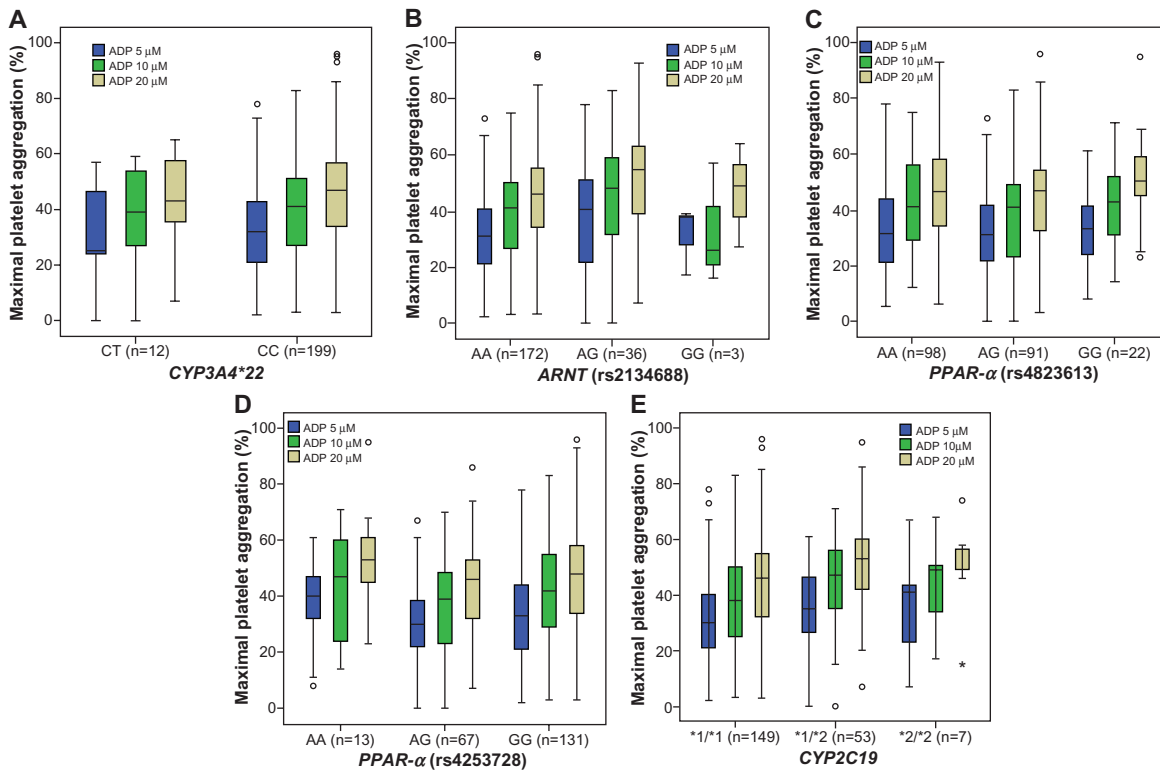 A
Maximal platelet aggregation (%)
100
80
60
40
20
0
ADP 5 μM
ADP 10 μM
ADP 20 μM
CT (n=12)
CC (n=199)
CYP3A4*22
B
Maximal platelet aggregation (%)
100
80
60
40
20
0
ADP 5 μM
ADP 10 μM
ADP 20 μM
AA (n=172)
AG (n=36)
GG (n=3)
ARNT (rs2134688)
C
Maximal platelet aggregation (%)
100
80
60
40
20
0
ADP 5 μM
ADP 10 μM
ADP 20 μM
AA (n=98)
AG (n=91)
GG (n=22)
PPAR-α (rs4823613)
D
Maximal platelet aggregation (%)
100
80
60
40
20
0
ADP 5 μM
ADP 10 μM
ADP 20 μM
AA (n=13)
AG (n=67)
GG (n=131)
PPAR-α (rs4253728)
E
Maximal platelet aggregation (%)
100
80
60
40
20
0
ADP 5 μM
ADP 10μM
ADP 20 μM
*1/*1 (n=149)
*1/*2 (n=53)
*2/*2 (n=7)
CYP2C19